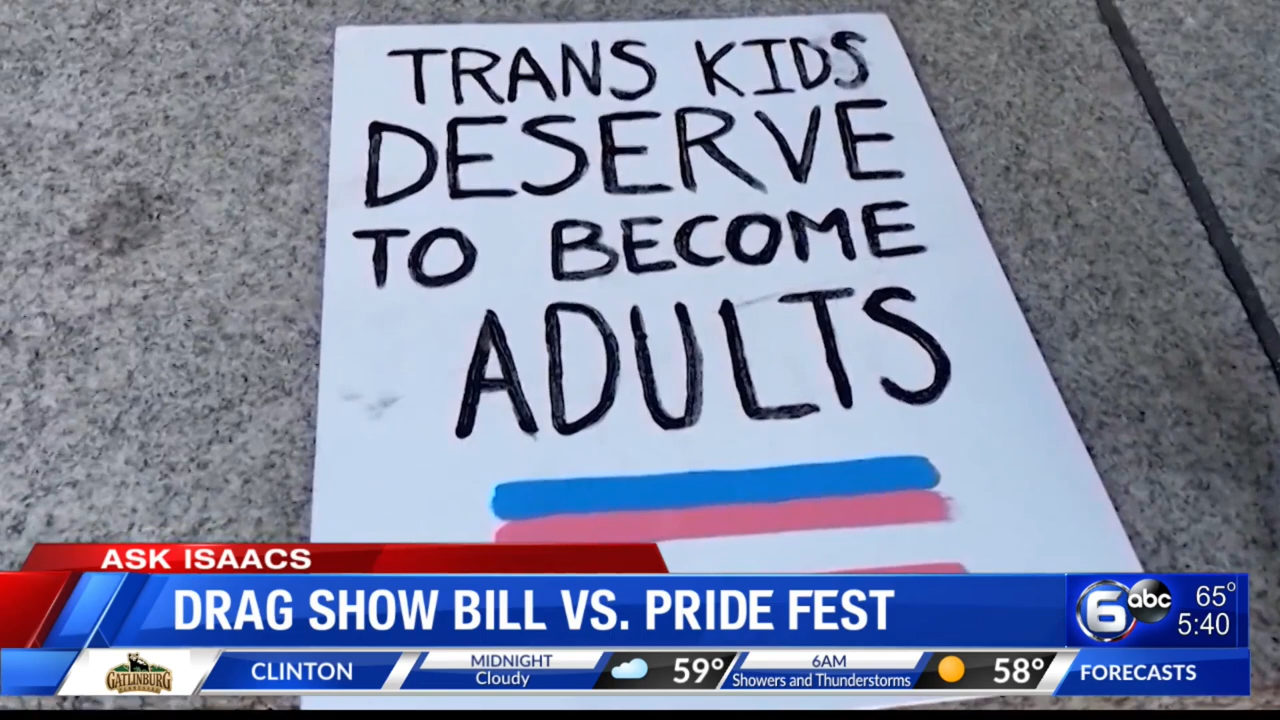 TRANS KIDS
DESERVE
TO BECOME
ADULTS
ASK ISAACS
DRAG SHOW BILL VS. PRIDE FEST
6 abc
65°
5:40
GATLINBURG
CLINTON
MIDNIGHT
Cloudy
59°
6AM
Showers and Thunderstorms
58°
FORECASTS